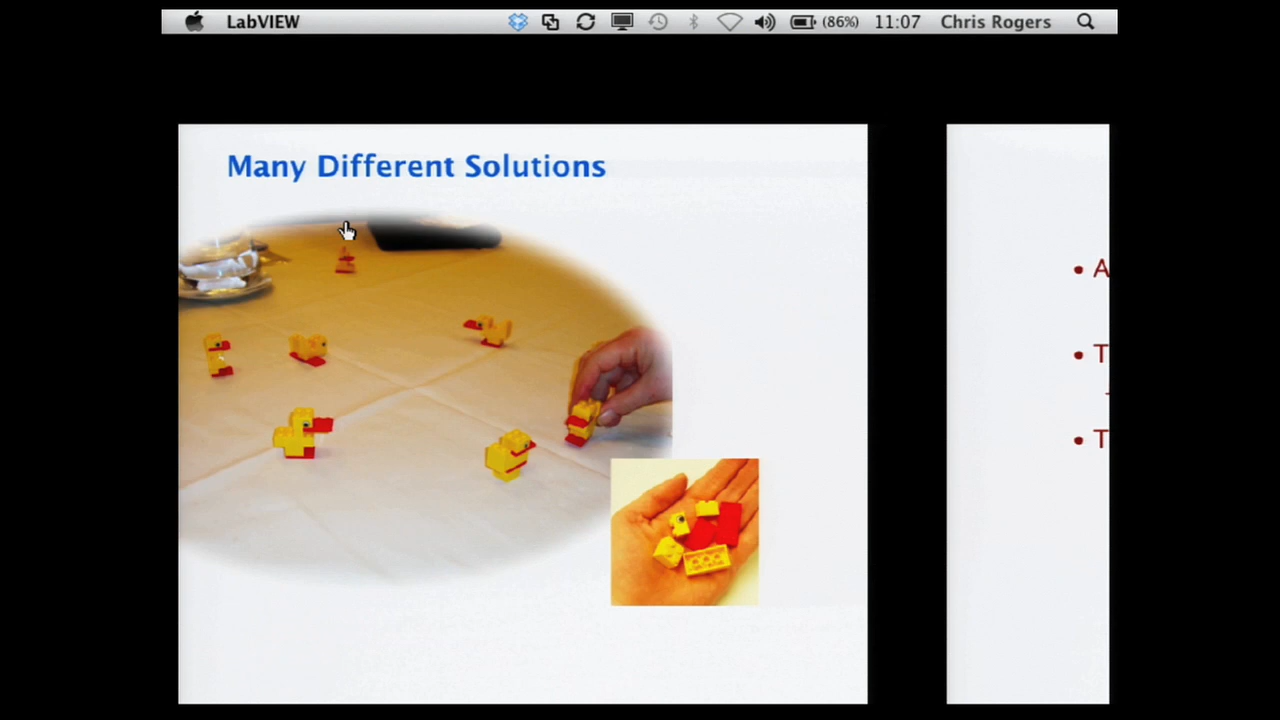 LabVIEW (86%) 11:07 Chris Rogers
Many Different Solutions
• A
• T
• T